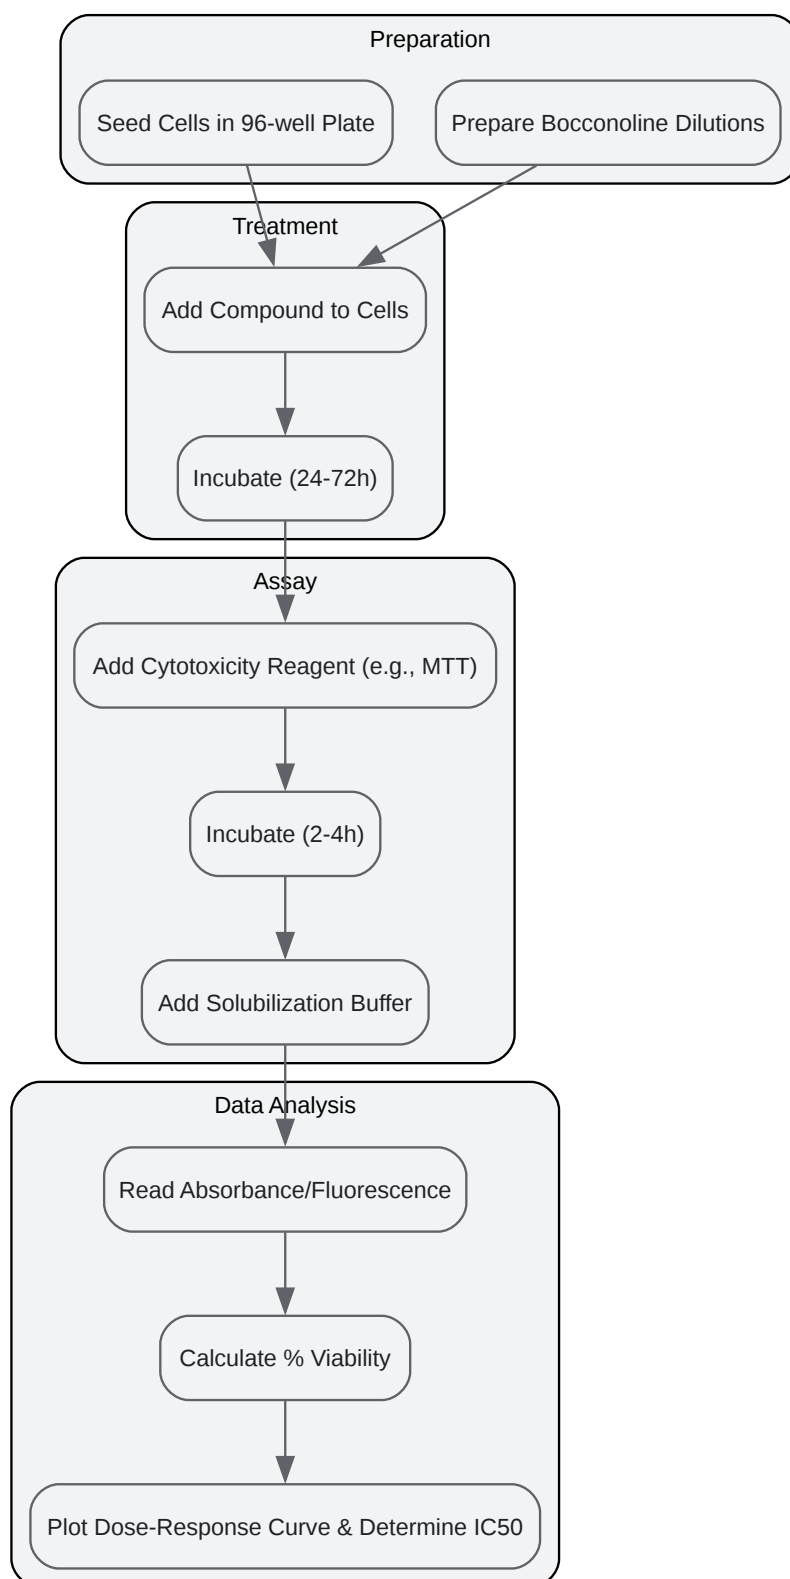 Preparation
Seed Cells in 96-well Plate
Prepare Bocconoline Dilutions
Treatment
Add Compound to Cells
Incubate (24-72h)
Assay
Add Cytotoxicity Reagent (e.g., MTT)
Incubate (2-4h)
Add Solubilization Buffer
Data Analysis
Read Absorbance/Fluorescence
Calculate % Viability
Plot Dose-Response Curve & Determine IC50